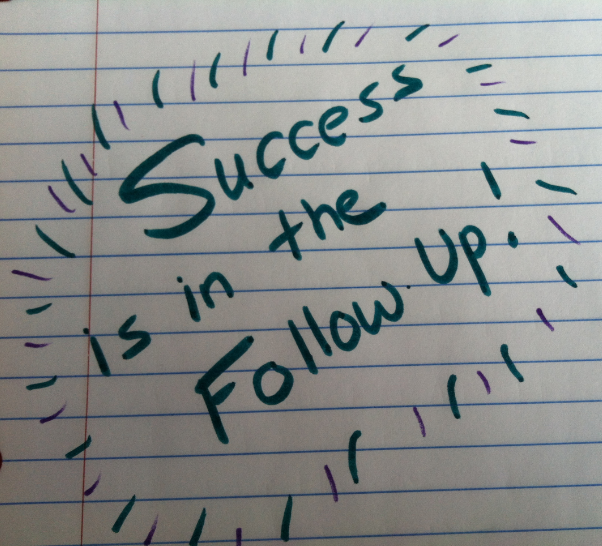 Success
is in the
Follow up.